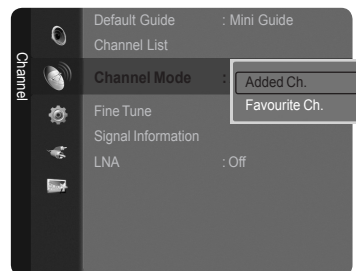 Channel
Default Guide : Mini Guide
Channel List
Channel Mode :
Added Ch.
Favourite Ch.
Fine Tune
Signal Information
LNA : Off